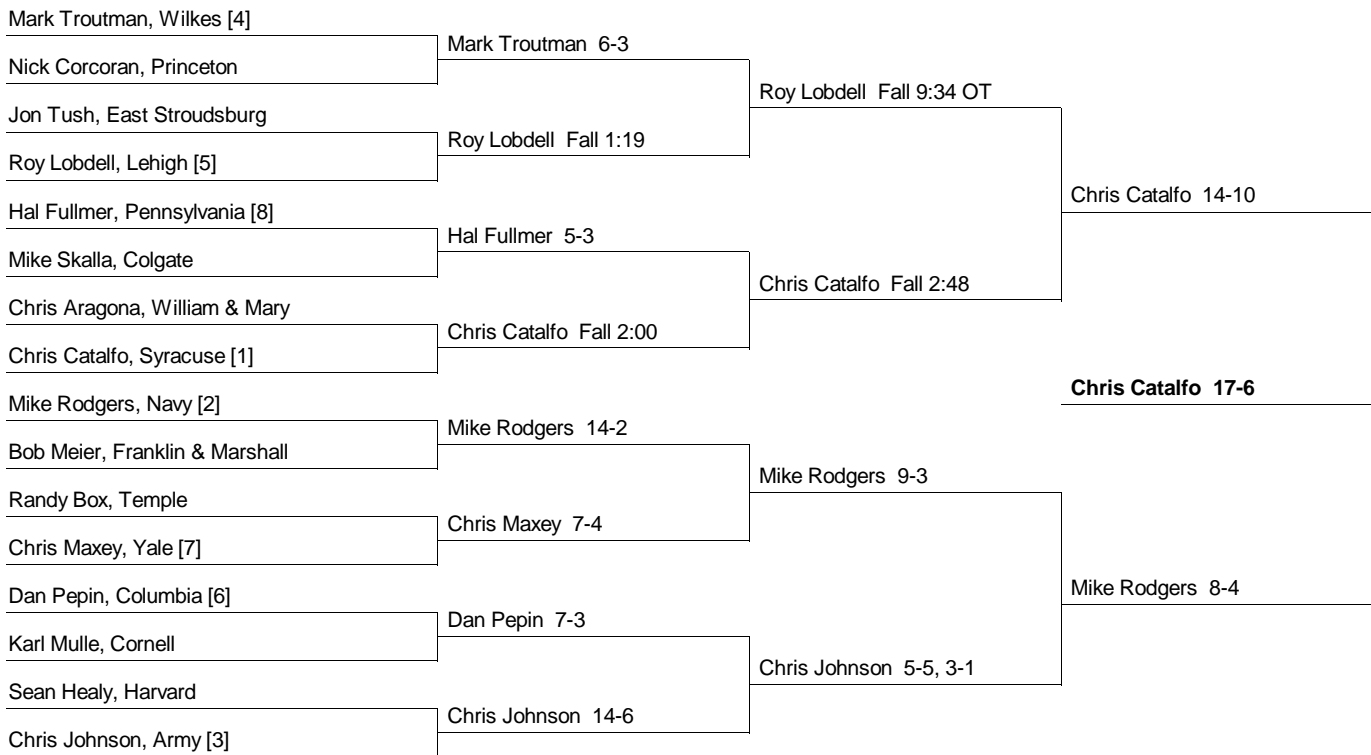 Mark Troutman, Wilkes [4]
Mark Troutman 6-3
Nick Corcoran, Princeton
Roy Lobdell Fall 9:34 OT
Jon Tush, East Stroudsburg
Roy Lobdell Fall 1:19
Roy Lobdell, Lehigh [5]
Chris Catalfo 14-10
Hal Fullmer, Pennsylvania [8]
Hal Fullmer 5-3
Mike Skalla, Colgate
Chris Catalfo Fall 2:48
Chris Aragona, William & Mary
Chris Catalfo Fall 2:00
Chris Catalfo, Syracuse [1]
Chris Catalfo 17-6
Mike Rodgers, Navy [2]
Mike Rodgers 14-2
Bob Meier, Franklin & Marshall
Mike Rodgers 9-3
Randy Box, Temple
Chris Maxey 7-4
Chris Maxey, Yale [7]
Mike Rodgers 8-4
Dan Pepin, Columbia [6]
Dan Pepin 7-3
Karl Mulle, Cornell
Chris Johnson 5-5, 3-1
Sean Healy, Harvard
Chris Johnson 14-6
Chris Johnson, Army [3]